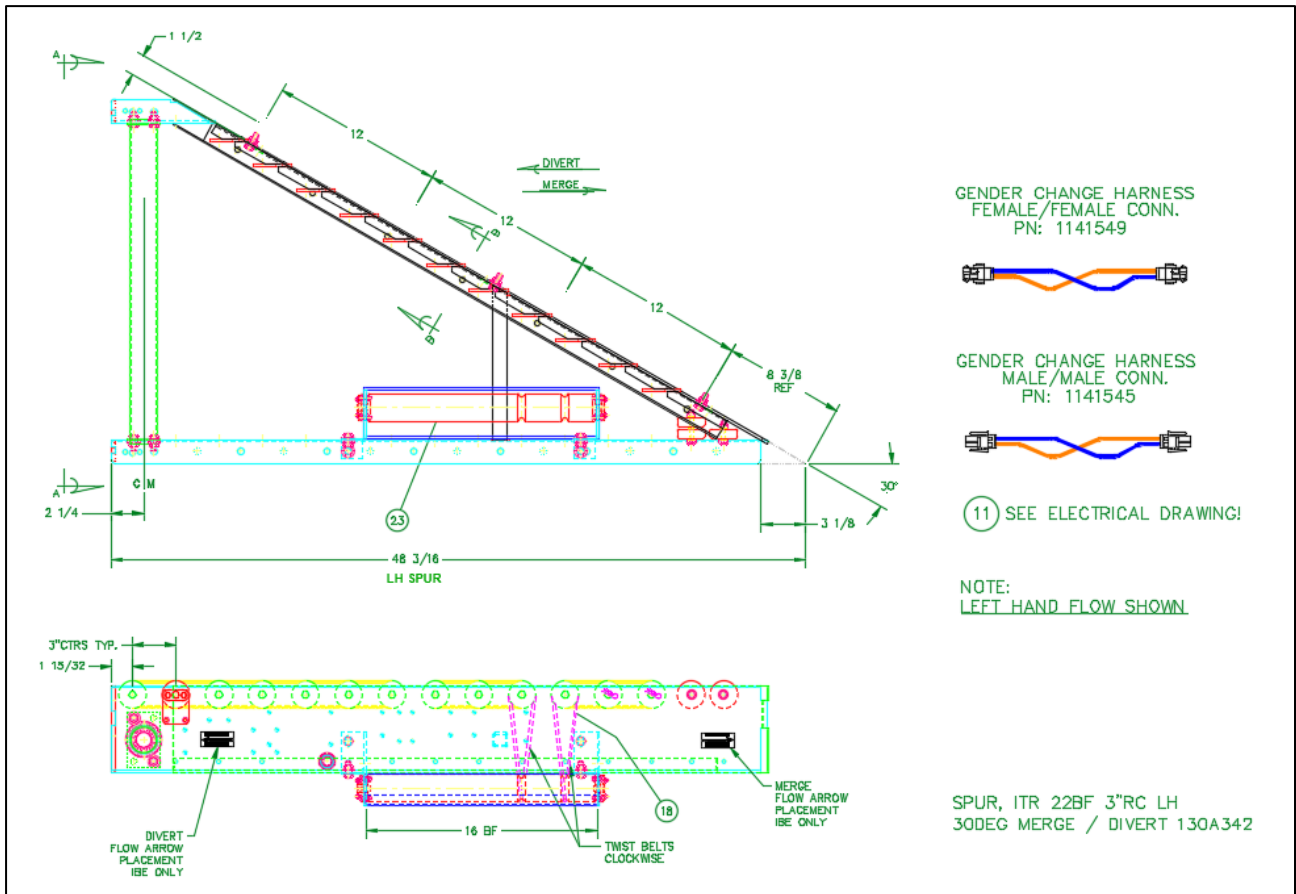 1 1/2
A
12
DIVERT
MERGE
12
B
12
B
8 3/8
REF
30°
A
C M
2 1/4
23
3 1/8
48 3/16
LH SPUR
GENDER CHANGE HARNESS
FEMALE/FEMALE CONN.
PN: 1141549
GENDER CHANGE HARNESS
MALE/MALE CONN.
PN: 1141545
11 SEE ELECTRICAL DRAWING!
NOTE:
LEFT HAND FLOW SHOWN
3"CTRS TYP.
1 15/32
DIVERT
FLOW ARROW
PLACEMENT
IBE ONLY
16 BF
18
TWIST BELTS
CLOCKWISE
MERGE
FLOW ARROW
PLACEMENT
IBE ONLY
SPUR, ITR 22BF 3"RC LH
30DEG MERGE / DIVERT 130A342